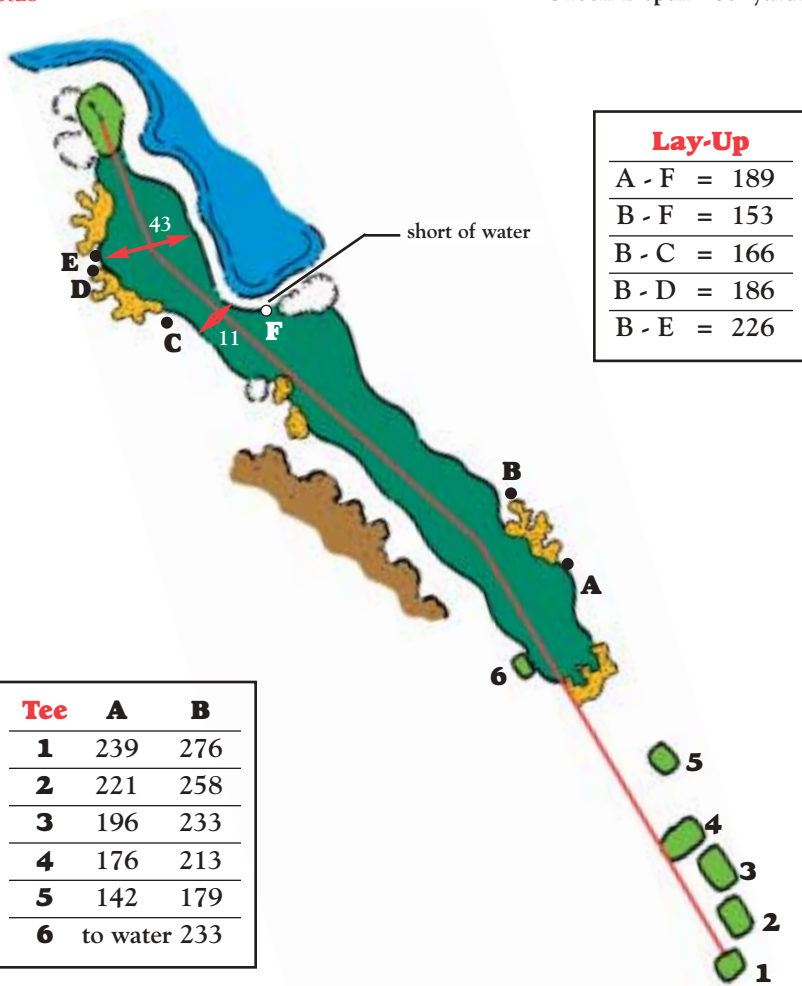 Lay-Up
A - F = 189
B - F = 153
B - C = 166
B - D = 186
B - E = 226
43
short of water
E
D
C
11
F
B
A
6
5
4
3
2
1
Tee A B
1 239 276
2 221 258
3 196 233
4 176 213
5 142 179
6 to water 233